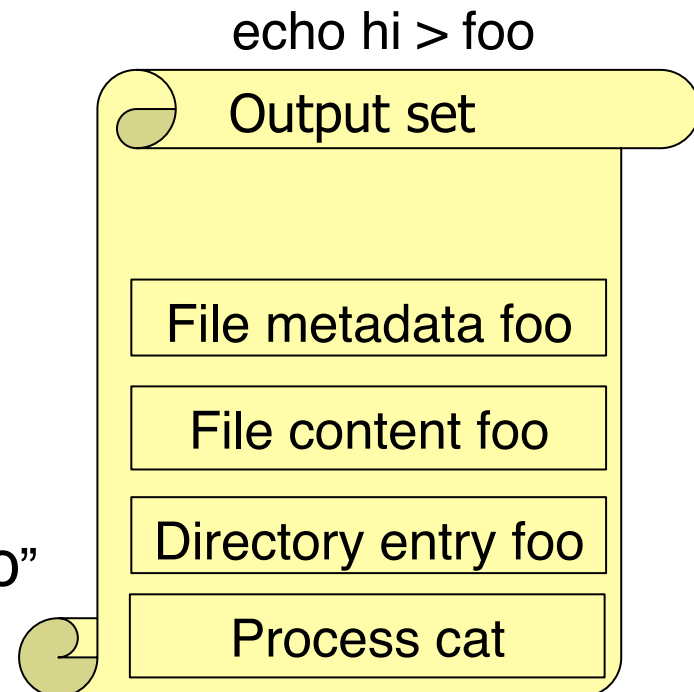 echo hi > foo
Output set
File metadata foo
File content foo
Directory entry foo
o”
Process cat